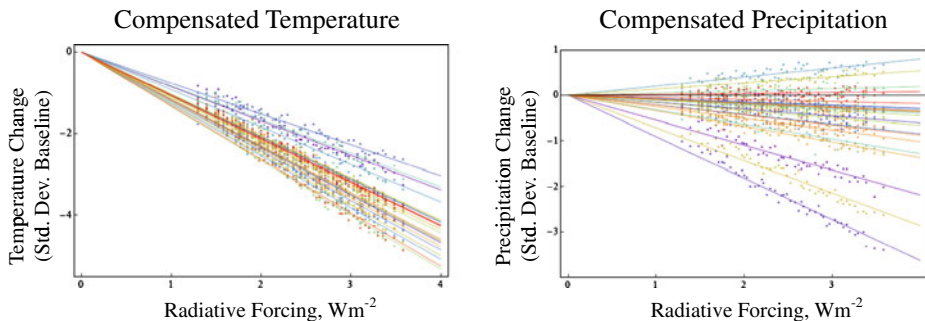 Compensated Temperature
Temperature Change
(Std. Dev. Baseline)
0
-2
-4
0
1
2
3
4
Radiative Forcing, Wm-2
Compensated Precipitation
Precipitation Change
(Std. Dev. Baseline)
1
0
-1
-2
-3
-4
0
1
2
3
Radiative Forcing, Wm-2